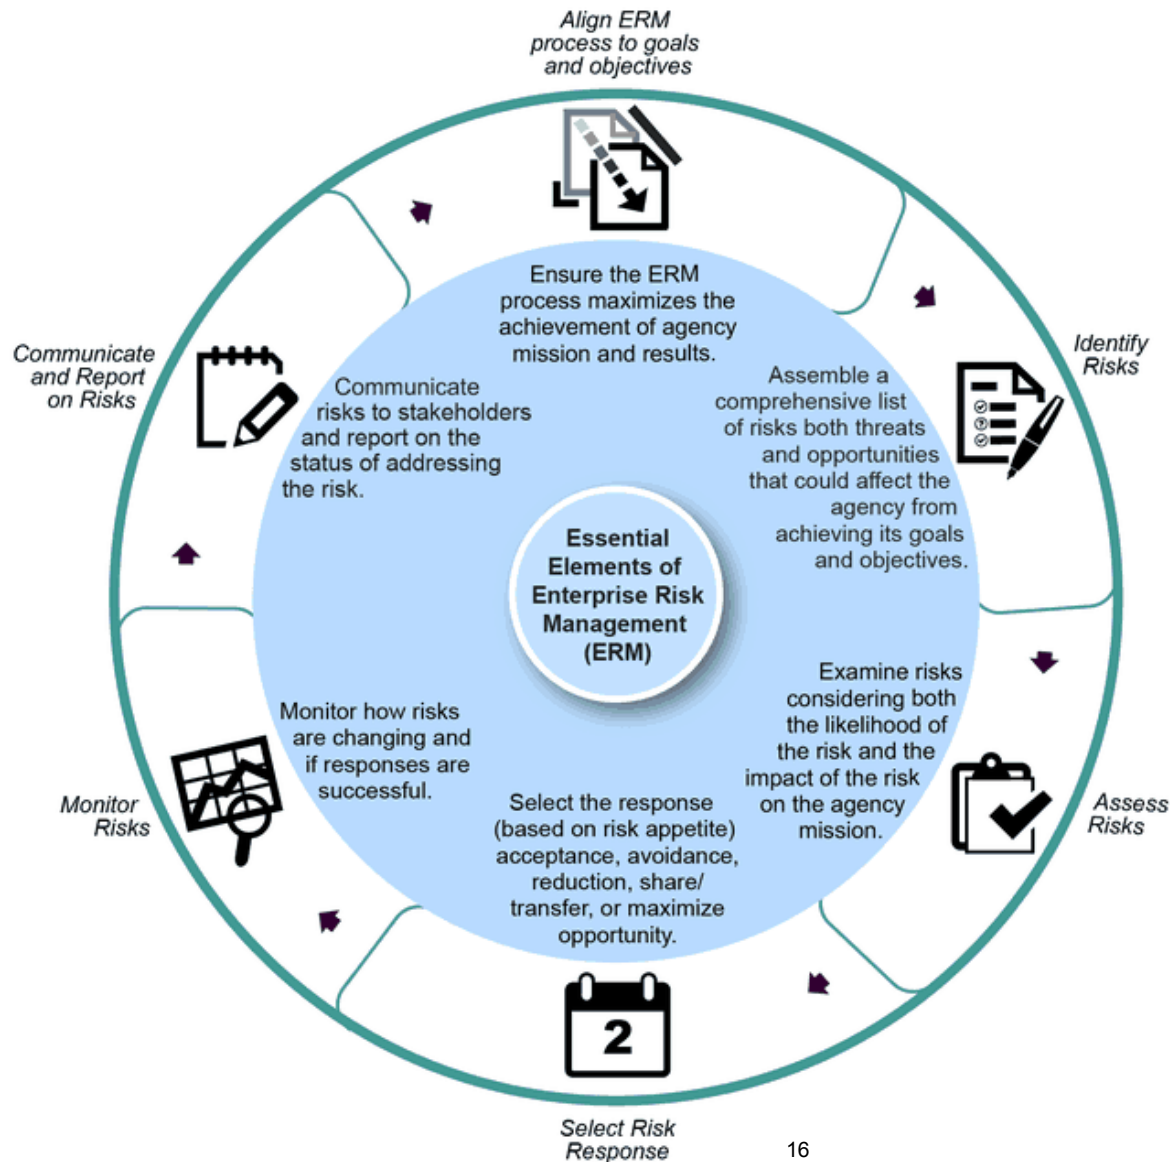 Align ERM
process to goals
and objectives
Ensure the ERM
process maximizes the
achievement of agency
mission and results.
Identify
Risks
Assemble a
comprehensive list
of risks both threats
and opportunities
that could affect the
agency from
achieving its goals
and objectives.
Communicate
and Report
on Risks
Communicate
risks to stakeholders
and report on the
status of addressing
the risk.
Essential
Elements of
Enterprise Risk
Management
(ERM)
Examine risks
considering both
the likelihood of
the risk and the
impact of the risk
on the agency
mission.
Assess
Risks
Monitor how risks
are changing and
if responses are
successful.
Monitor
Risks
Select the response
(based on risk appetite)
acceptance, avoidance,
reduction, share/
transfer, or maximize
opportunity.
2
Select Risk
Response
16